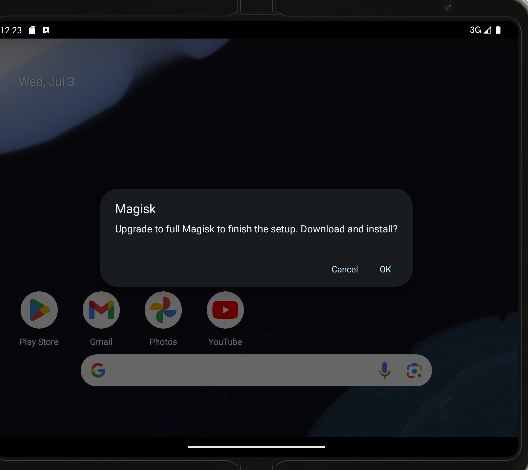 12:23
3G
Wed, Jul 3
Magisk
Upgrade to full Magisk to finish the setup. Download and install?
Cancel OK
Play Store Gmail Photos YouTube